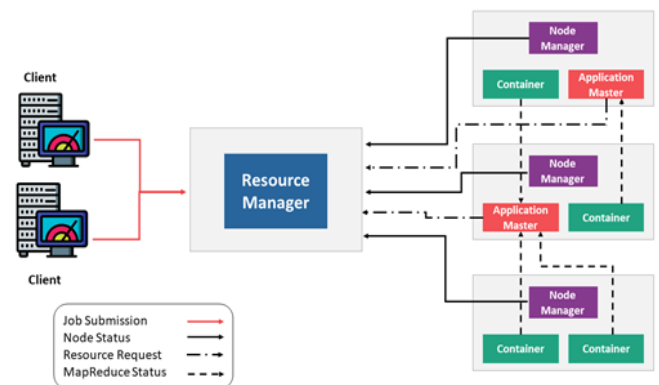 Client
Client
Resource
Manager
Node
Manager
Container
Application
Master
Node
Manager
Application
Master
Container
Node
Manager
Container
Container
Job Submission
Node Status
Resource Request
MapReduce Status